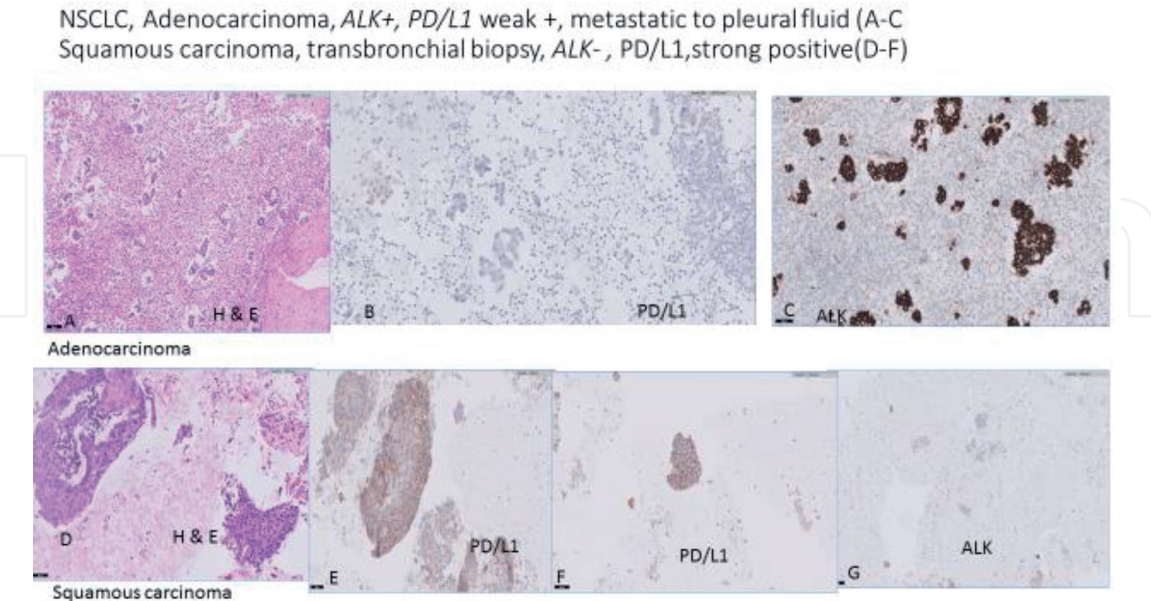 NSCLC, Adenocarcinoma, ALK+, PD/L1 weak +, metastatic to pleural fluid (A-C
Squamous carcinoma, transbronchial biopsy, ALK- , PD/L1,strong positive(D-F)
A
H & E
B
PD/L1
C
ALK
Adenocarcinoma
D
H & E
E
PD/L1
F
PD/L1
G
ALK
Squamous carcinoma